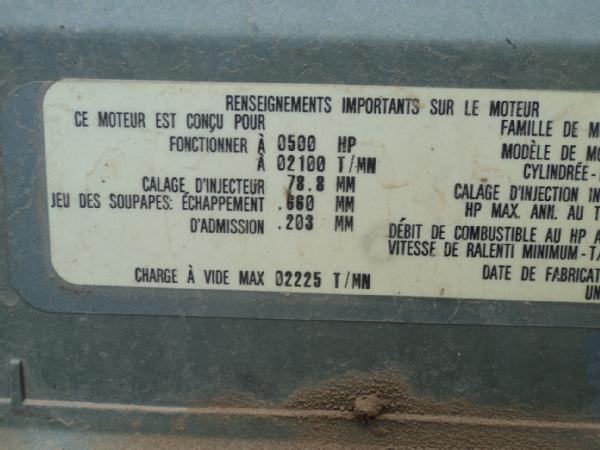 RENSEIGNEMENTS IMPORTANTS SUR LE MOTEUR
CE MOTEUR EST CONÇU POUR
FONCTIONNER À 0500 HP
À 02100 T/MN
CALAGE D'INJECTEUR 78.8 MM
JEU DES SOUPAPES: ÉCHAPPEMENT .660 MM
D'ADMISSION .203 MM
CHARGE À VIDE MAX 02225 T/MN
FAMILLE DE M
MODÈLE DE MO
CYLINDRÉE-
CALAGE D'INJECTION IN
HP MAX. ANN. AU T
DÉBIT DE COMBUSTIBLE AU HP A
VITESSE DE RALENTI MINIMUM-T/
DATE DE FABRICAT
UN